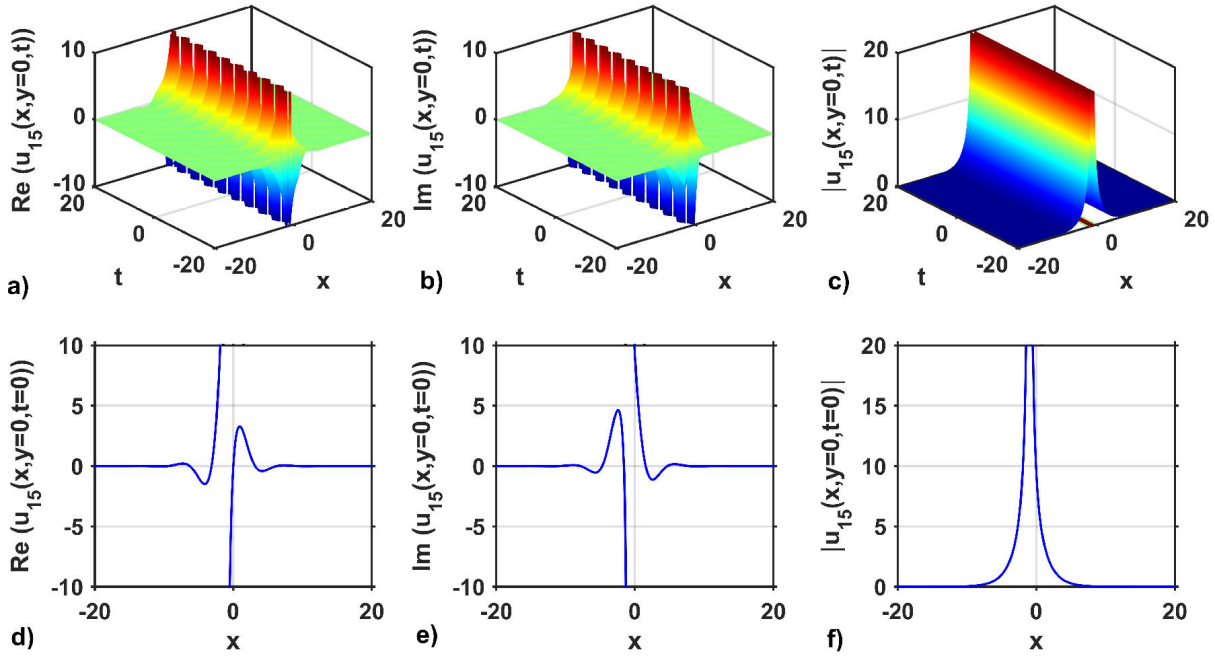 Re (u15(x,y=0,t))
10
0
-10
20
0
-20
t
-20
0
20
x
a)
Im (u15(x,y=0,t))
10
0
-10
20
0
-20
t
-20
0
20
x
b)
|u15(x,y=0,t)|
20
10
0
20
0
-20
t
-20
0
20
x
c)
Re (u15(x,y=0,t=0))
10
5
0
-5
-10
-20
0
20
x
d)
Im (u15(x,y=0,t=0))
10
5
0
-5
-10
-20
0
20
x
e)
|u15(x,y=0,t=0)|
20
15
10
5
0
-20
0
20
x
f)